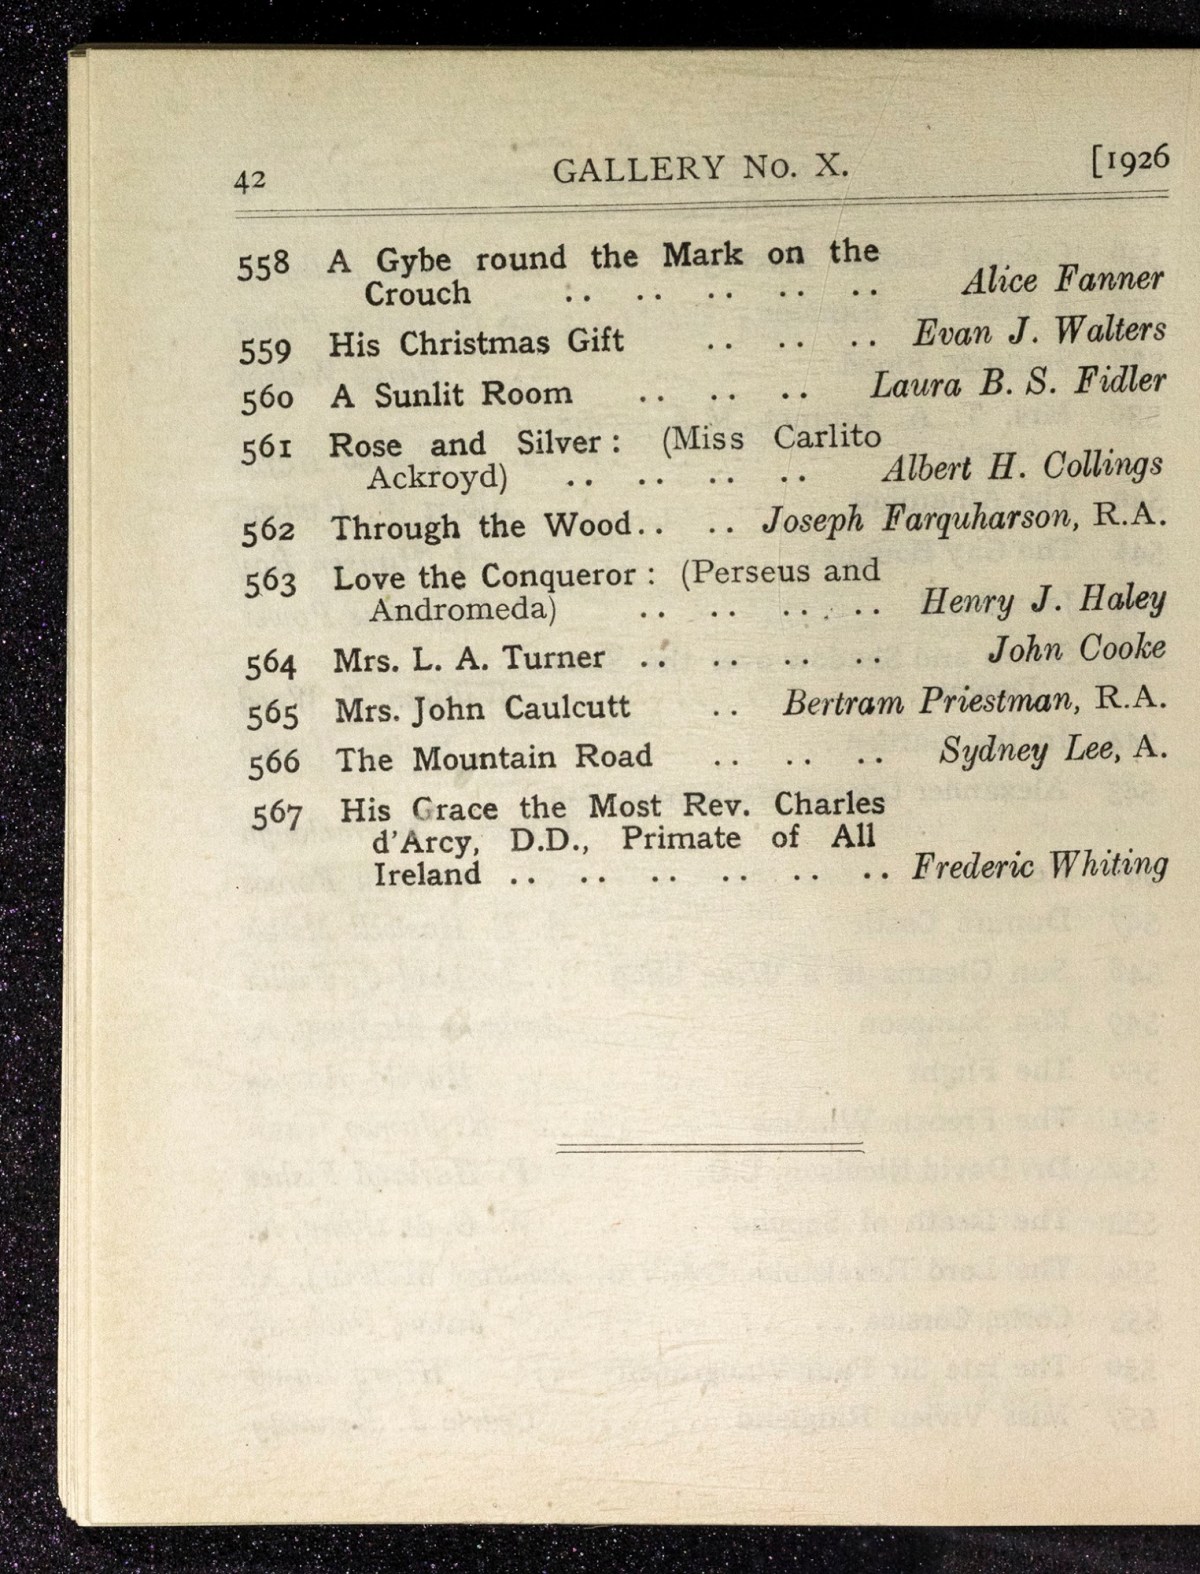 42 GALLERY No. X. [1926
558 A Gybe round the Mark on the
Crouch .. .. .. .. .. Alice Fanner
559 His Christmas Gift .. .. .. Evan J. Walters
560 A Sunlit Room .. .. .. Laura B. S. Fidler
561 Rose and Silver: (Miss Carlito
Ackroyd) .. .. .. .. Albert H. Collings
562 Through the Wood.. .. Joseph Farquharson, R.A.
563 Love the Conqueror: (Perseus and
Andromeda) .. .. .. .. Henry J. Haley
564 Mrs. L. A. Turner .. .. .. .. John Cooke
565 Mrs. John Caulcutt .. Bertram Priestman, R.A.
566 The Mountain Road .. .. .. Sydney Lee, A.
567 His Grace the Most Rev. Charles
d'Arcy, D.D., Primate of All
Ireland .. .. .. .. .. .. Frederic Whiting